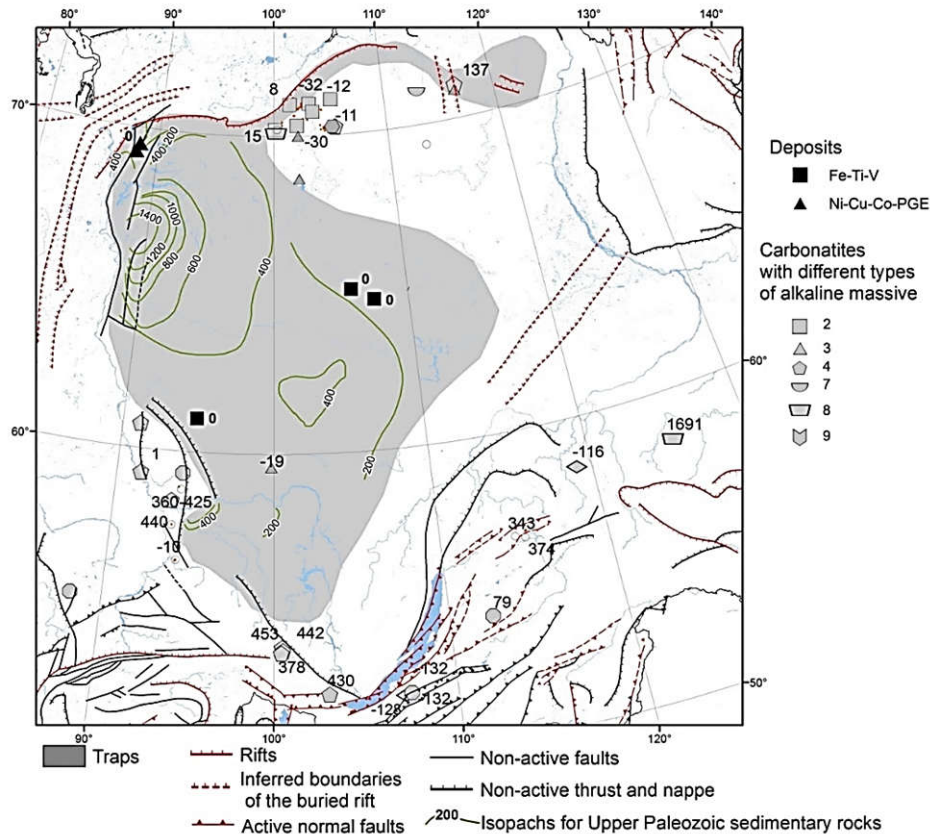 80° 90° 100° 110° 120° 130° 140°
70°
60°
60°
50°
90° 100° 110° 120°
137
8 -32 -12
-11
15 -30
0
400 400 200
1000
1400
1200 800 600 400
0
0
400
0
200
-19
1
360-425
400
440
200
-10
1691
-116
343
374
79
453 442
378
430
-132
-128 -132
Deposits
Fe-Ti-V
Ni-Cu-Co-PGE
Carbonatites
with different types
of alkaline massive
2
3
4
7
8
9
Traps
Rifts
Inferred boundaries
of the buried rift
Active normal faults
Non-active faults
Non-active thrust and nappe
200 Isopachs for Upper Paleozoic sedimentary rocks